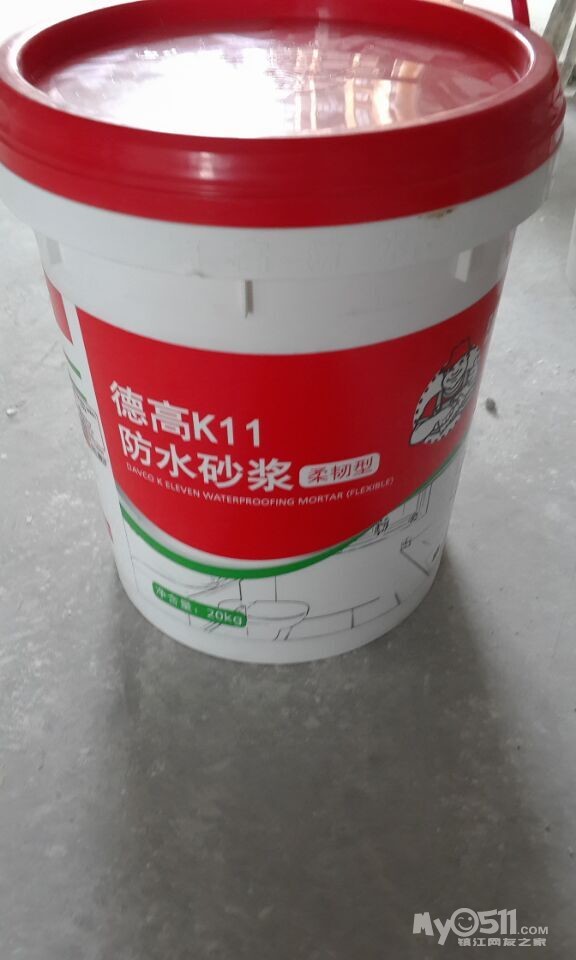 德高K11
防水砂浆 柔韧型
DAVCO K ELEVEN WATERPROOFING MORTAR (FLEXIBLE)
净含量：20kg
My0511.COM
镇江网友之家